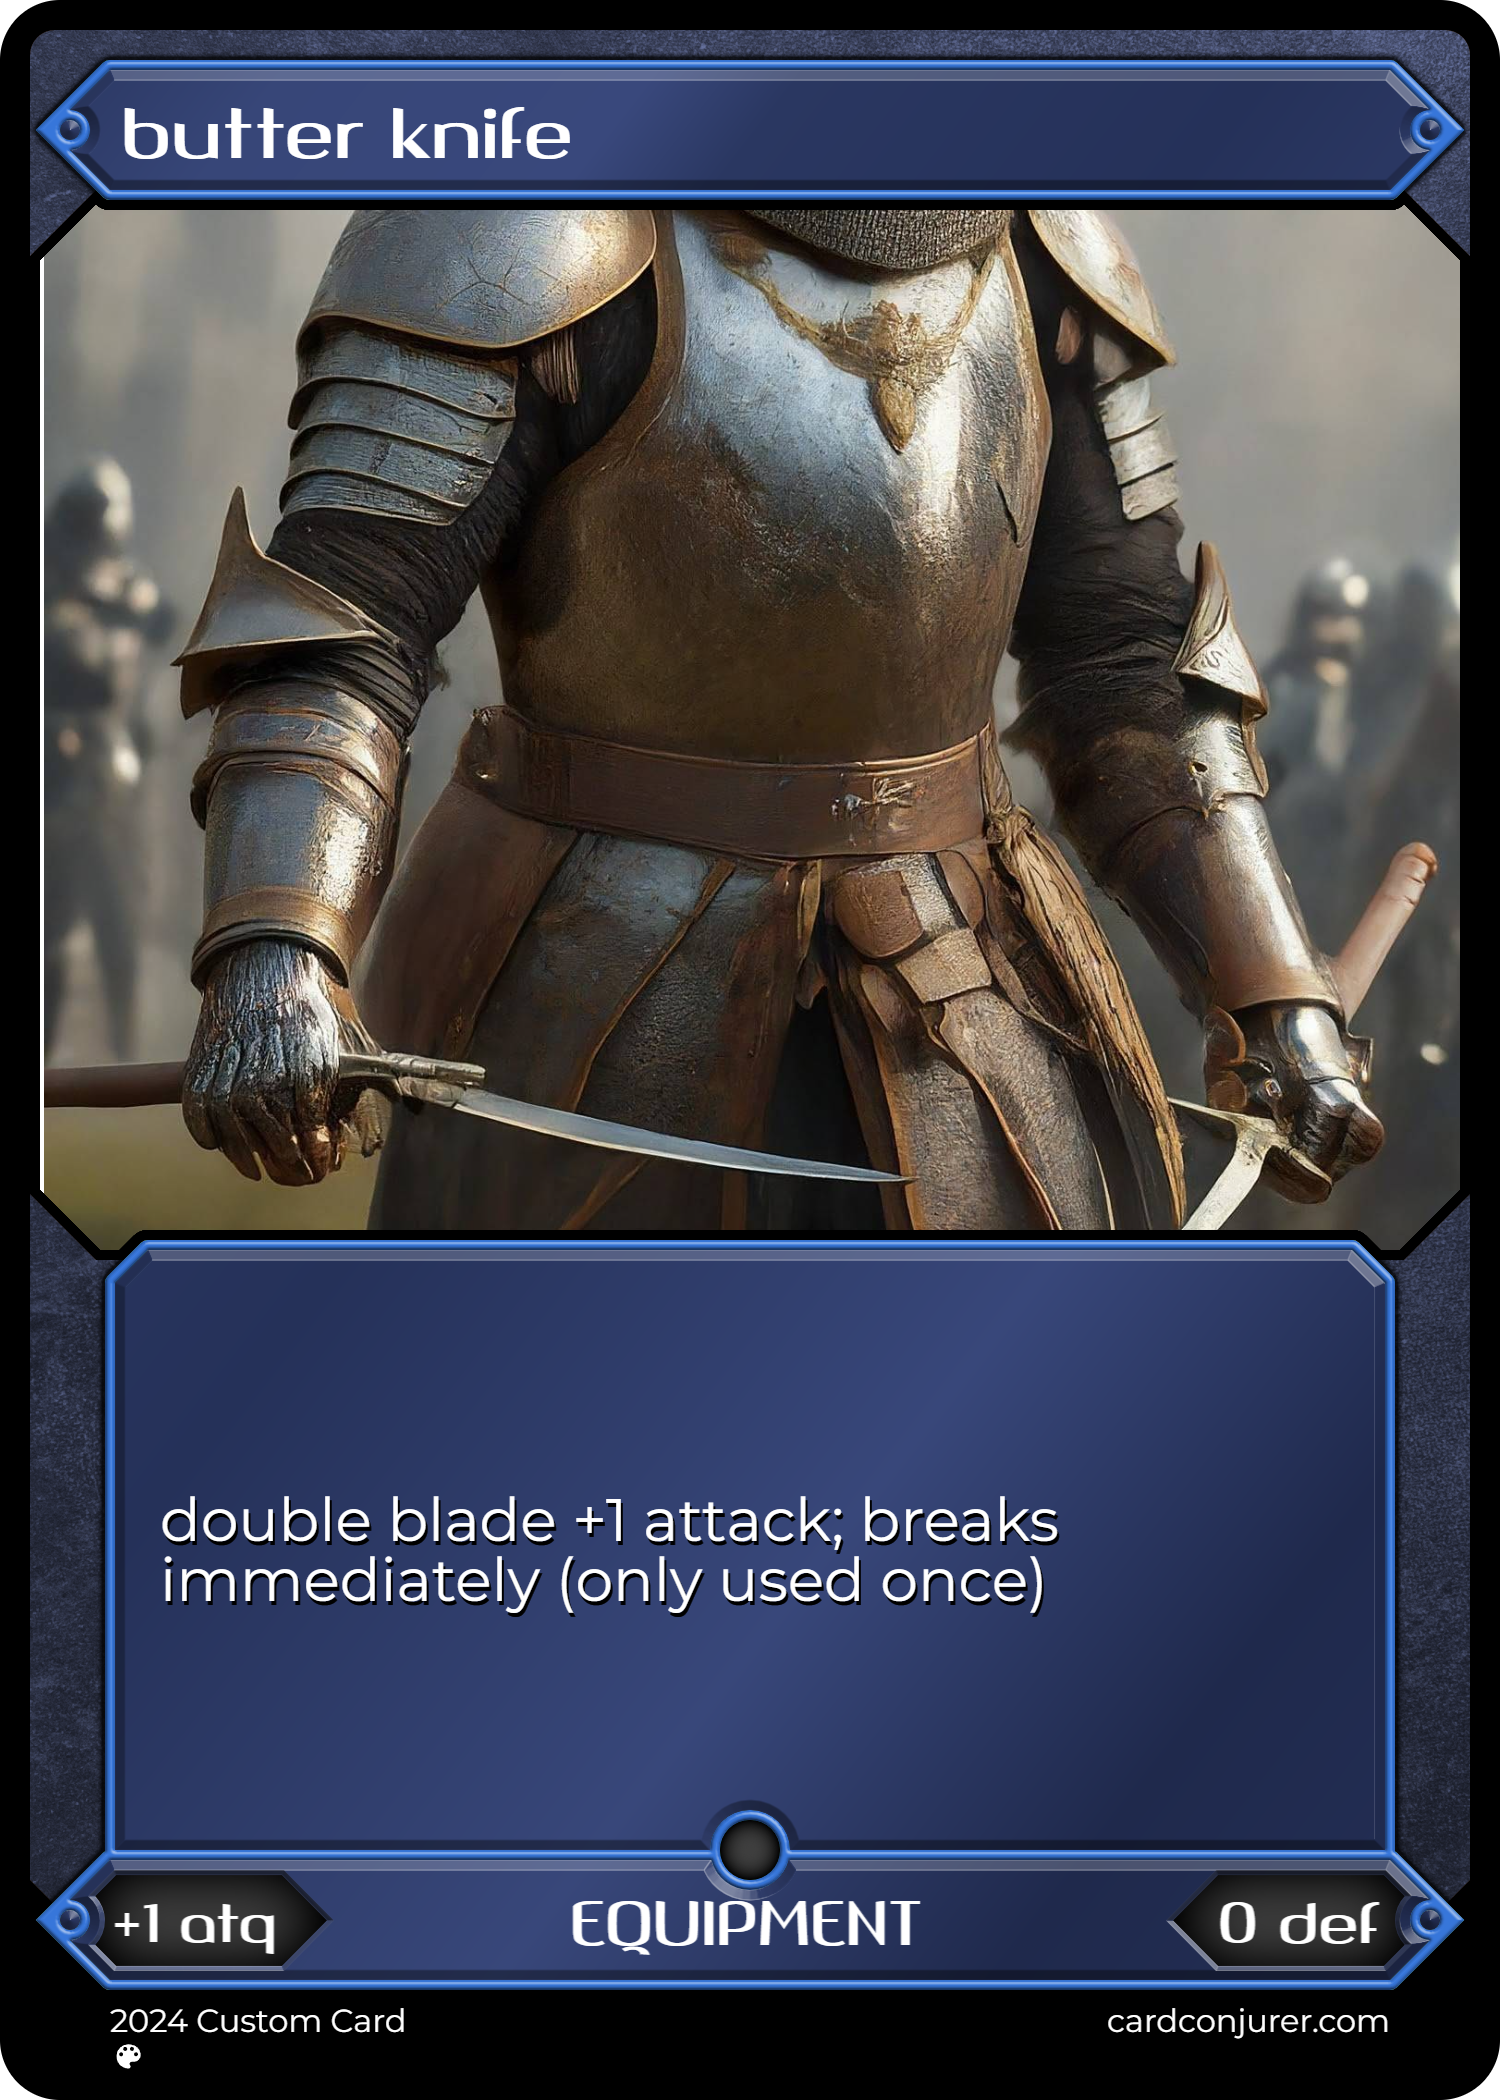 butter knife
double blade +1 attack; breaks
immediately (only used once)
+1 atq
EQUIPMENT
0 def
2024 Custom Card
cardconjurer.com